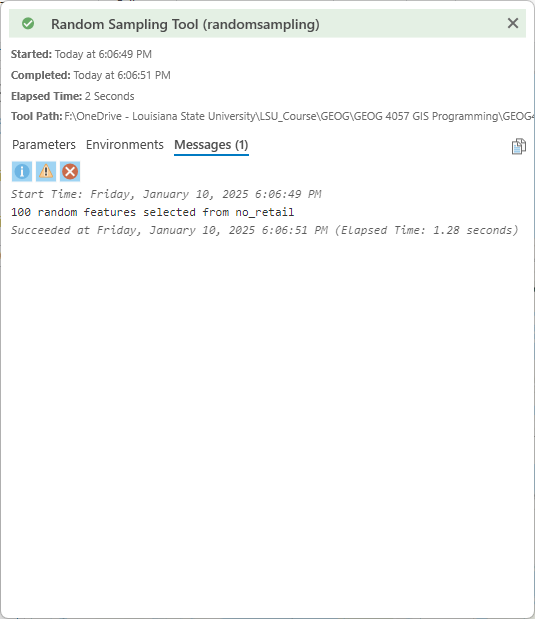 Random Sampling Tool (randomsampling)
Started: Today at 6:06:49 PM
Completed: Today at 6:06:51 PM
Elapsed Time: 2 Seconds
Tool Path: F:\OneDrive - Louisiana State University\LSU_Course\GEOG\GEOG 4057 GIS Programming\GEOG4
Parameters Environments Messages (1)
Start Time: Friday, January 10, 2025 6:06:49 PM
100 random features selected from no_retail
Succeeded at Friday, January 10, 2025 6:06:51 PM (Elapsed Time: 1.28 seconds)